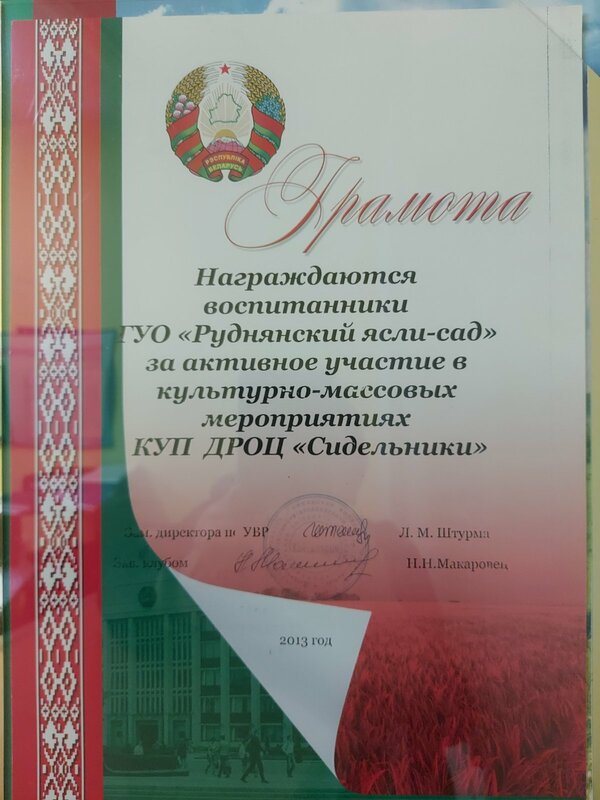 РЭСПУБЛІКА
БЕЛАРУСЬ
Грамота
Награждаются
воспитанники
ГУО «Руднянский ясли-сад»
за активное участие в
культурно-массовых
мероприятиях
КУП ДРОЦ «Сидельники»
Зам. директора по УВР Л. М. Штурма
Зав. клубом Н.Н.Макаровец
2013 год